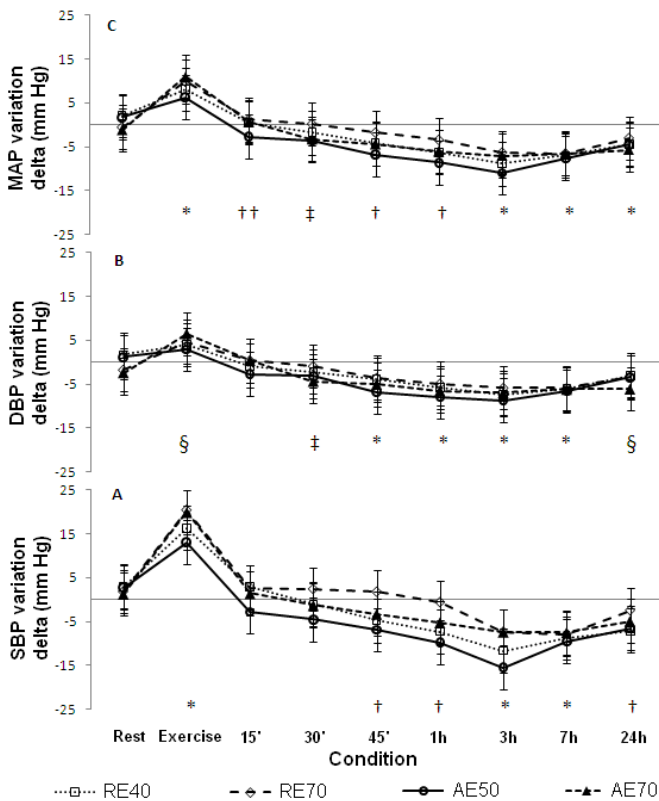 C
MAP variation
delta (mm Hg)
25
15
5
-5
-15
-25
* †† ‡ † † * * *
B
DBP variation
delta (mm Hg)
25
15
5
-5
-15
-25
§ ‡ * * * * §
A
SBP variation
delta (mm Hg)
25
15
5
-5
-15
-25
* † † * * †
Rest Exercise 15' 30' 45' 1h 3h 7h 24h
Condition
RE40 RE70 AE50 AE70